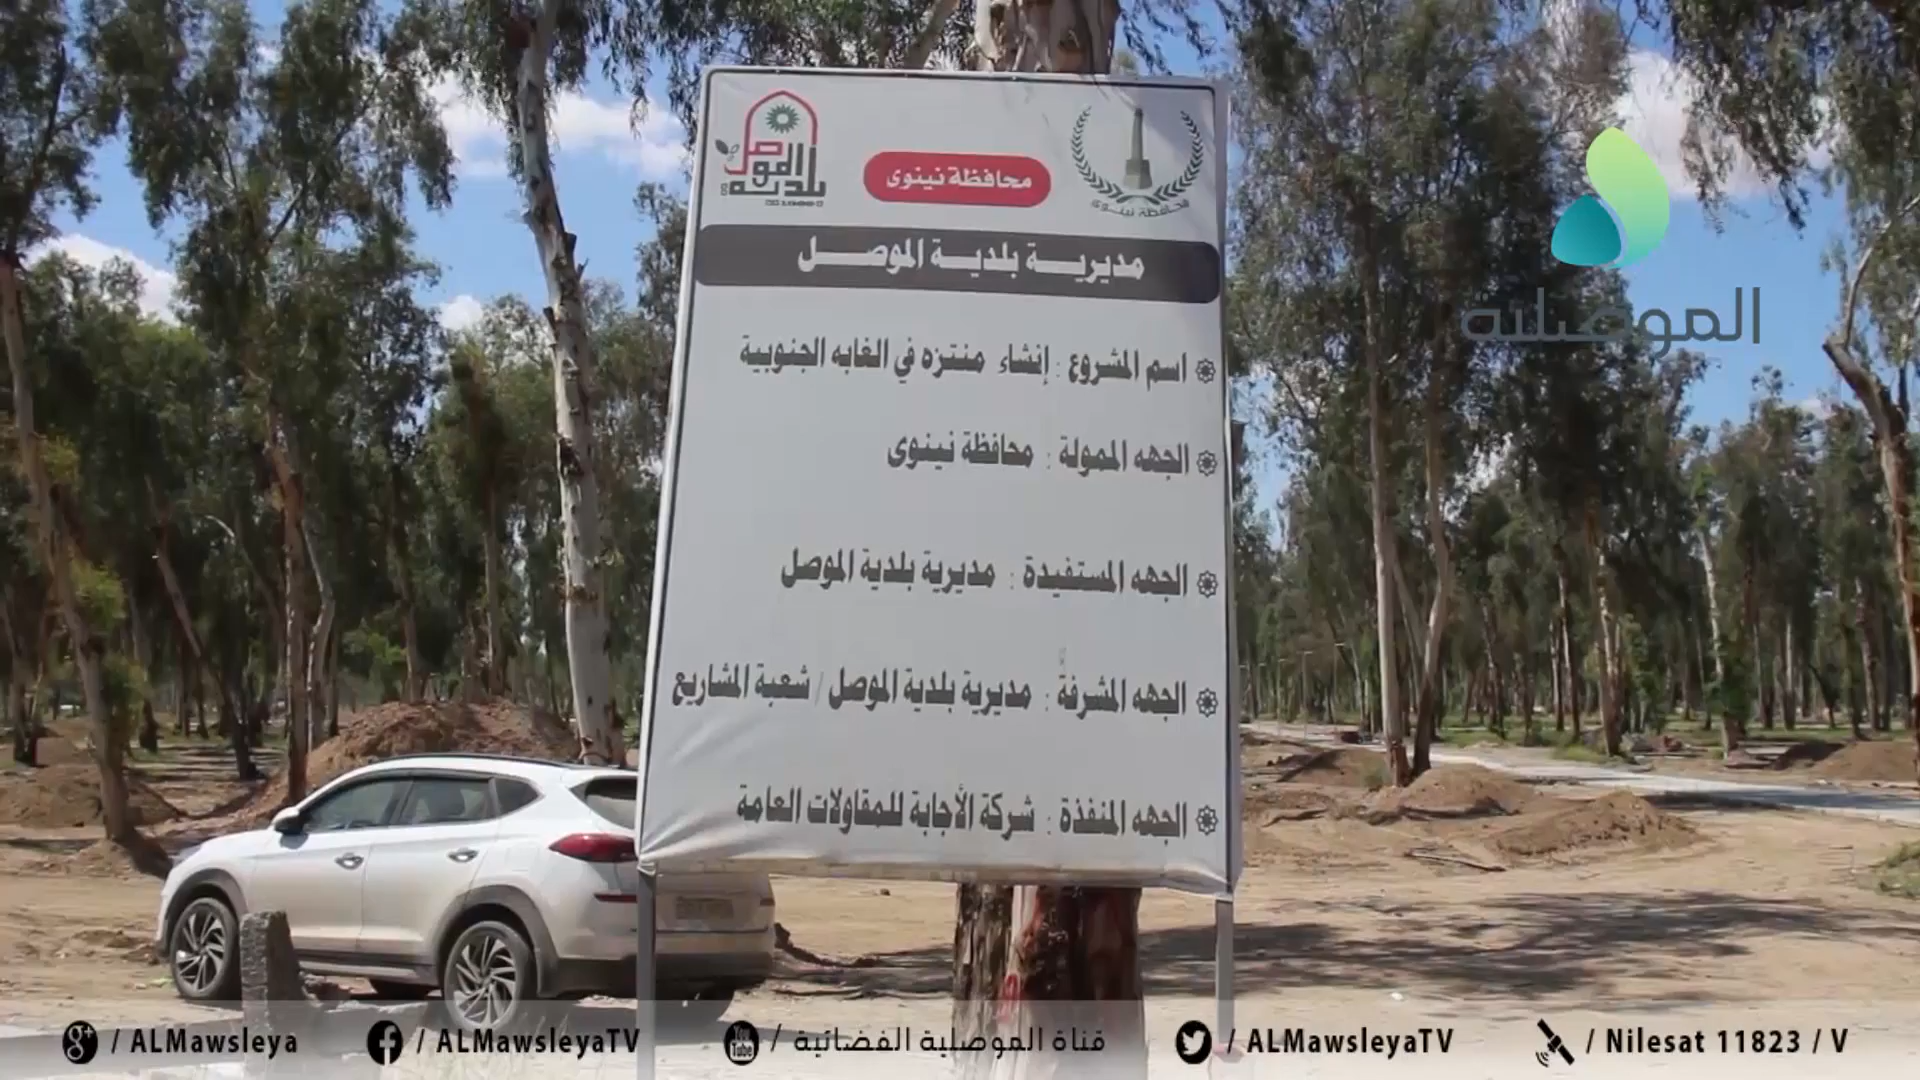 بلدية الموصل
محافظة نينوى
محافظة نينوى
مديرية بلدية الموصل
اسم المشروع : إنشاء منتزه في الغابه الجنوبية
الجهه الممولة : محافظة نينوى
الجهه المستفيدة : مديرية بلدية الموصل
الجهه المشرفة : مديرية بلدية الموصل / شعبة المشاريع
الجهه المنفذة : شركة الأجابة للمقاولات العامة
الموصلية
/ ALMawsleya
/ ALMawsleyaTV
You Tube / قناة الموصلية الفضائية
/ ALMawsleyaTV
/ Nilesat 11823 / V